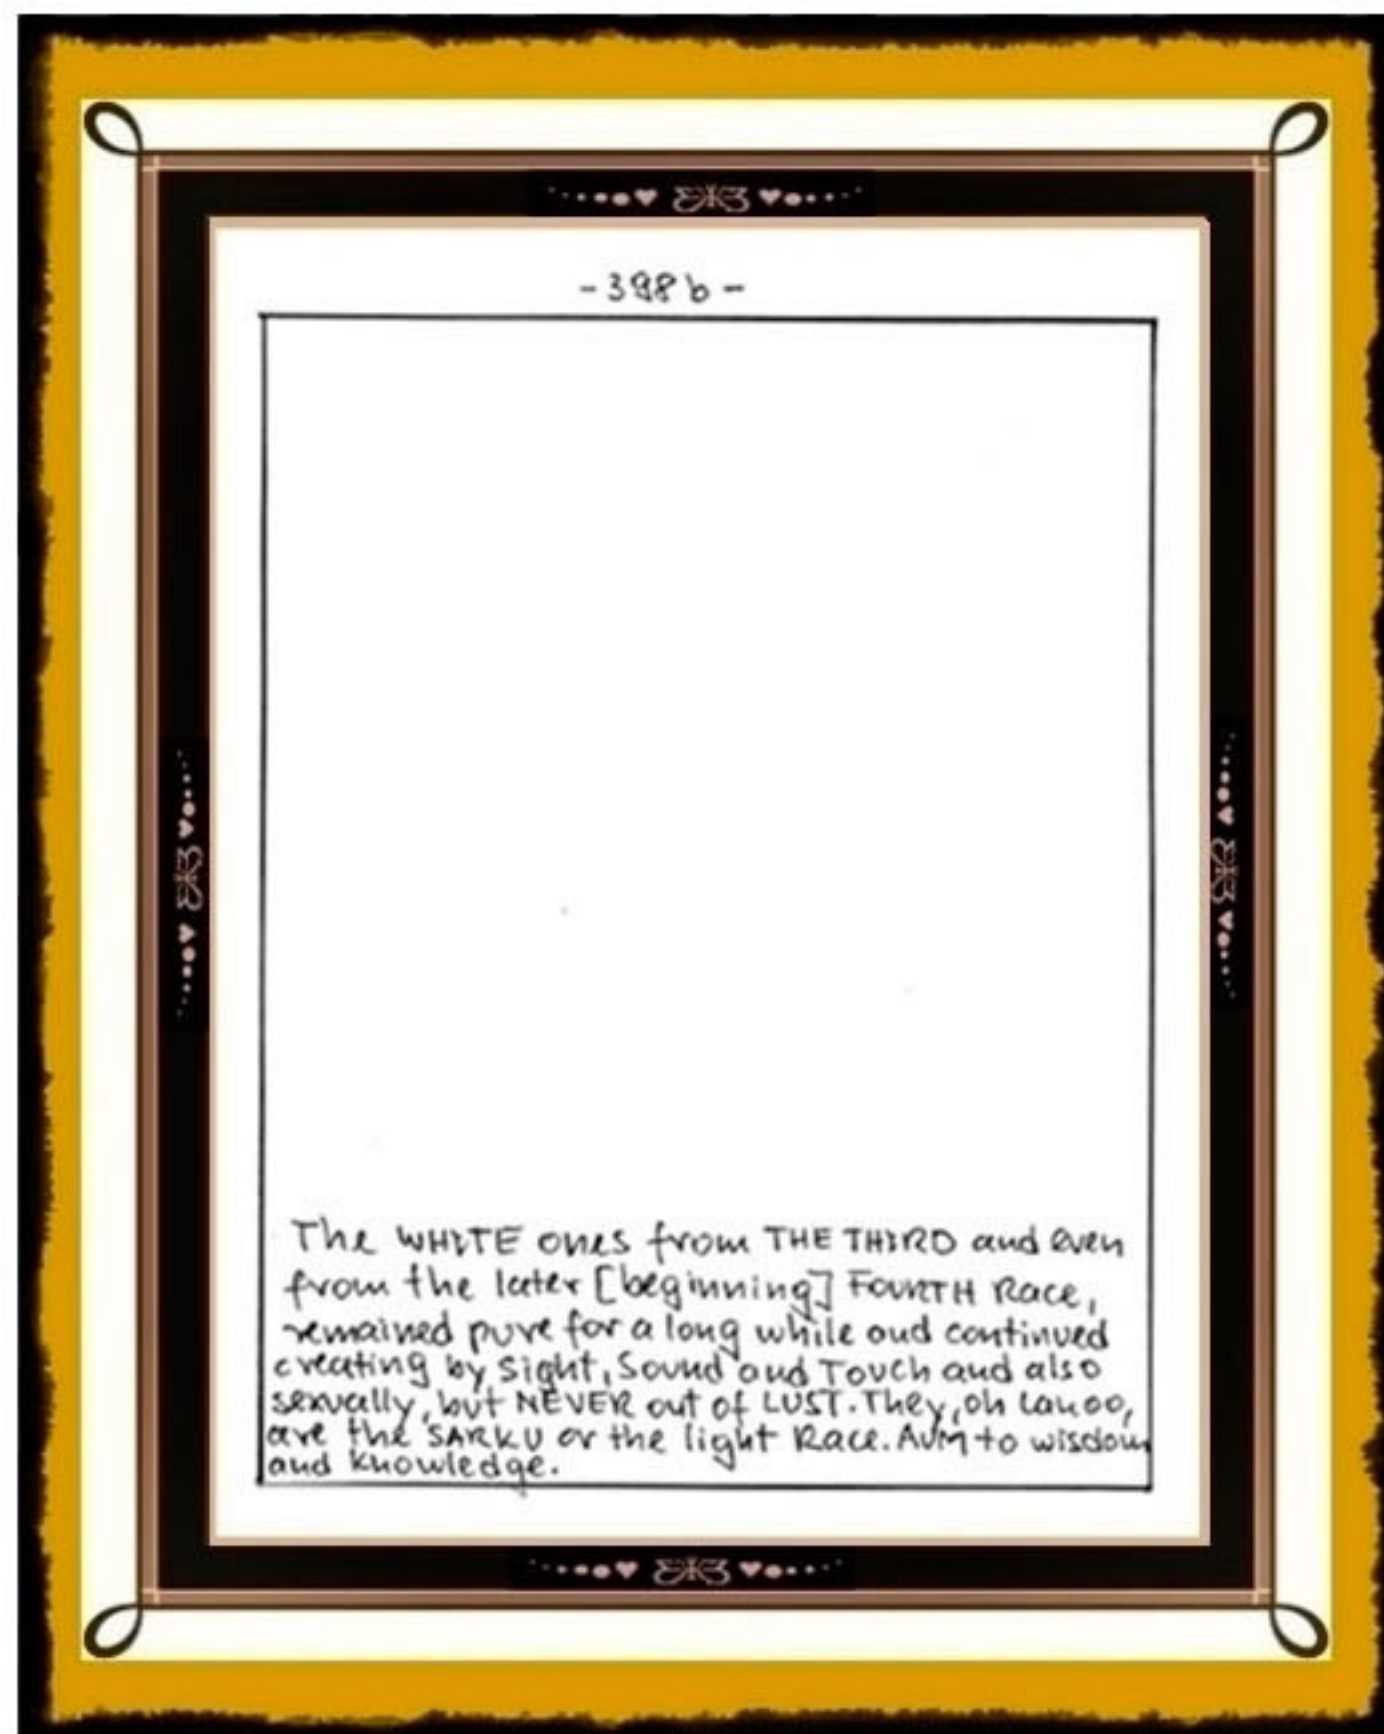 - 398 b -
The WHITE ones from THE THIRD and even
from the later [beginning] FOURTH Race,
remained pure for a long while and continued
creating by Sight, Sound and Touch and also
sexually, but NEVER out of LUST. They, oh Lanoo,
are the SARKU or the light Race. AUM to wisdom
and knowledge.